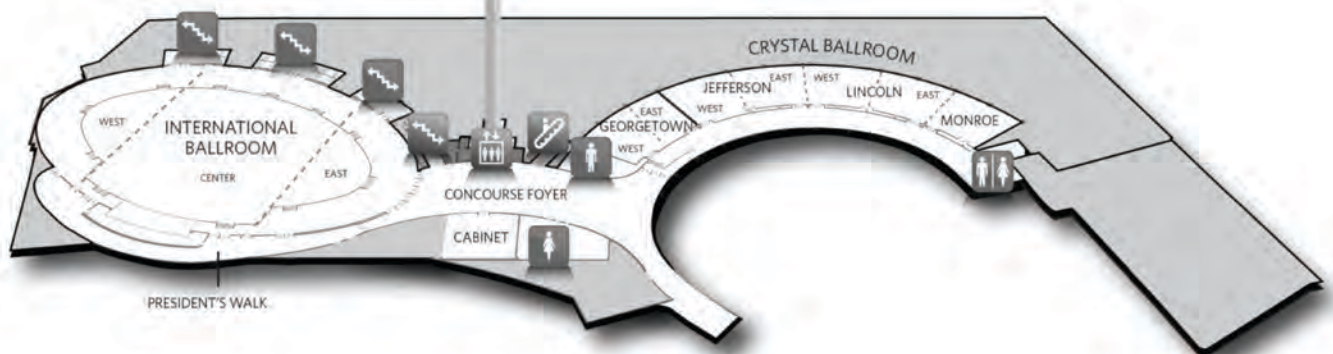 CRYSTAL BALLROOM
WEST
INTERNATIONAL
BALLROOM
CENTER
EAST
CONCOURSE FOYER
CABINET
PRESIDENT'S WALK
EAST
GEORGETOWN
WEST
JEFFERSON
WEST
EAST
WEST
LINCOLN
EAST
MONROE